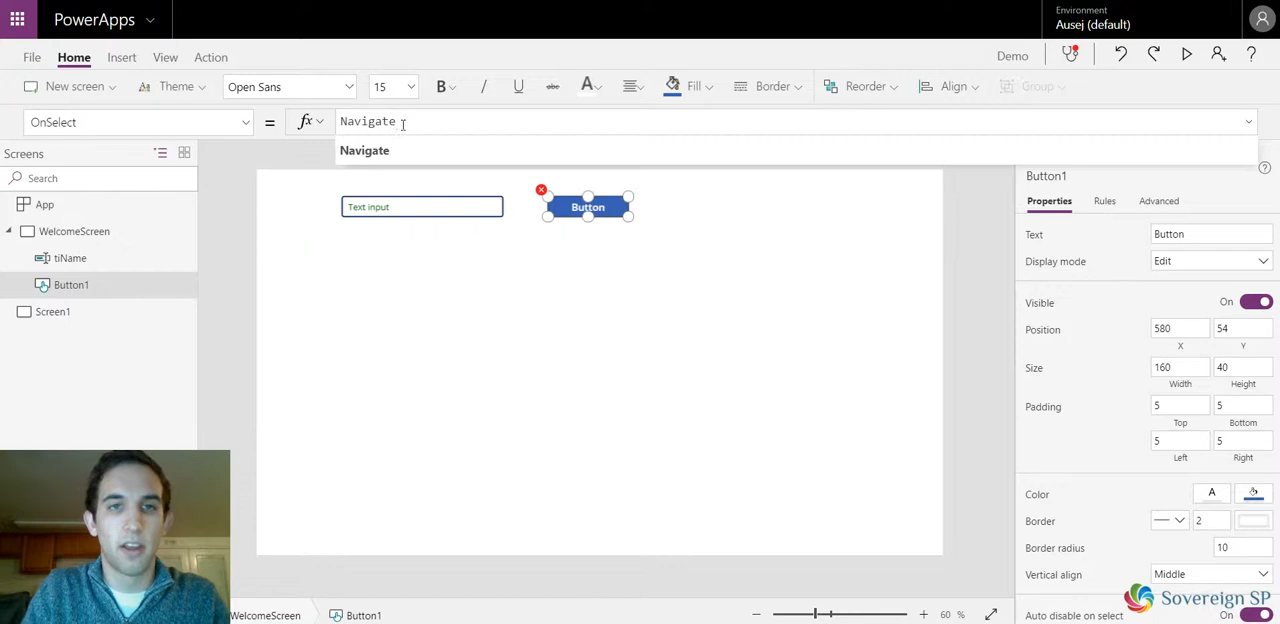 PowerApps
Environment
Ausej (default)
File
Home
Insert
View
Action
Demo
?
New screen
Theme
Open Sans
15
B
/
U
abc
A
Fill
Border
Reorder
Align
Group
OnSelect
=
fx
Navigate
Navigate
Screens
Search
App
WelcomeScreen
tiName
Button1
Screen1
Text input
Button
?
Button1
Properties
Rules
Advanced
Text
Button
Display mode
Edit
Visible
On
Position
580
54
X
Y
Size
160
40
Width
Height
Padding
5
5
Top
Bottom
5
5
Left
Right
Color
A
Border
2
Border radius
10
Vertical align
Middle
Auto disable on select
On
Sovereign SP
WelcomeScreen
Button1
60 %